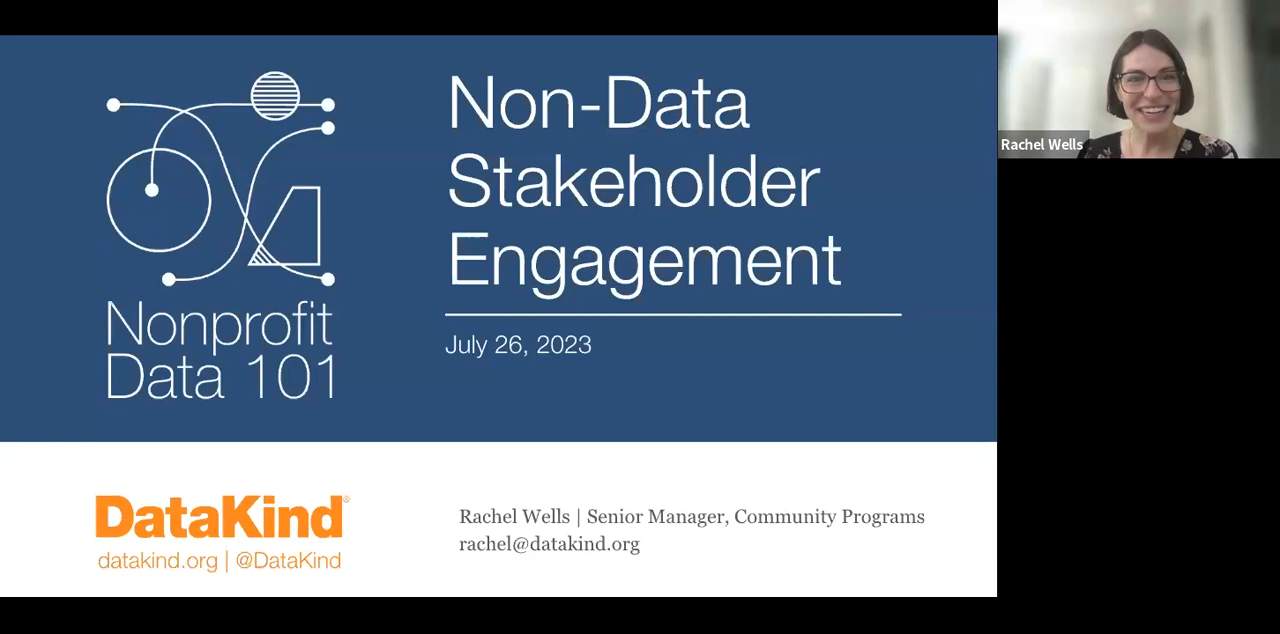 Non-Data
Stakeholder
Engagement
July 26, 2023
Nonprofit
Data 101
DataKind®
datakind.org | @DataKind
Rachel Wells | Senior Manager, Community Programs
rachel@datakind.org
Rachel Wells